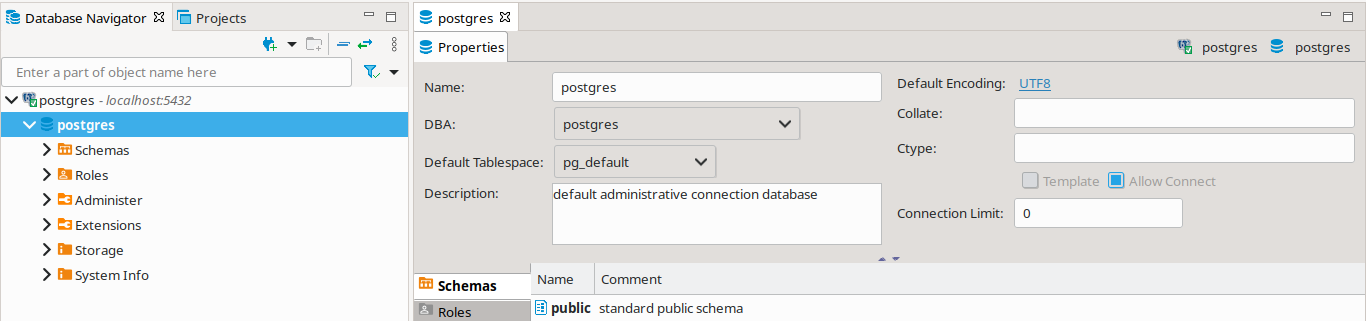 Database Navigator
Projects
Enter a part of object name here
postgres - localhost:5432
postgres
Schemas
Roles
Administer
Extensions
Storage
System Info
postgres
Properties
postgres postgres
Name: postgres
DBA: postgres
Default Tablespace: pg_default
Description: default administrative connection database
Default Encoding: UTF8
Collate:
Ctype:
Template Allow Connect
Connection Limit: 0
Schemas
Roles
Name Comment
public standard public schema